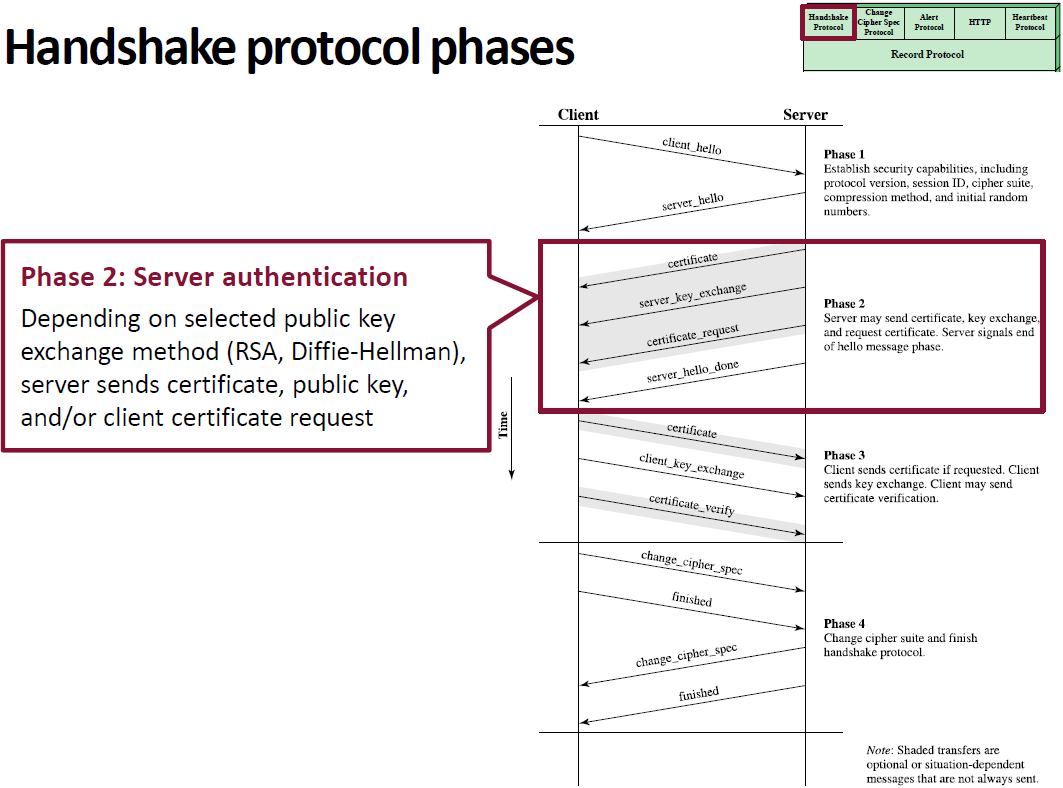 Handshake protocol phases
Handshake
Protocol
Change
Cipher Spec
Protocol
Alert
Protocol
HTTP
Heartbeat
Protocol
Record Protocol
Client
Server
client_hello
server_hello
Phase 1
Establish security capabilities, including
protocol version, session ID, cipher suite,
compression method, and initial random
numbers.
Phase 2: Server authentication
Depending on selected public key
exchange method (RSA, Diffie-Hellman),
server sends certificate, public key,
and/or client certificate request
certificate
server_key_exchange
certificate_request
server_hello_done
Phase 2
Server may send certificate, key exchange,
and request certificate. Server signals end
of hello message phase.
Time
certificate
client_key_exchange
certificate_verify
Phase 3
Client sends certificate if requested. Client
sends key exchange. Client may send
certificate verification.
change_cipher_spec
finished
change_cipher_spec
finished
Phase 4
Change cipher suite and finish
handshake protocol.
Note: Shaded transfers are
optional or situation-dependent
messages that are not always sent.